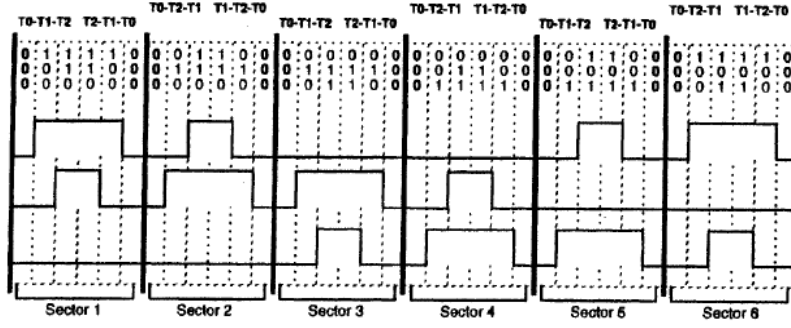 T0-T1-T2 T2-T1-T0 T0-T2-T1 T1-T2-T0 T0-T1-T2 T2-T1-T0 T0-T2-T1 T1-T2-T0 T0-T1-T2 T2-T1-T0 T0-T2-T1 T1-T2-T0
0 1 1 1 1 0 0 0 1 1 0 0 0 0 0 0 0 0 0 0 0 0 0 0 0 0 1 1 0 0 0 1 1 1 1 0
0 0 1 1 0 0 0 1 1 1 1 0 0 1 1 1 1 0 0 0 1 1 0 0 0 0 0 0 0 0 0 0 0 0 0 0
0 0 0 0 0 0 0 0 0 0 0 0 0 0 1 1 0 0 0 1 1 1 1 0 0 1 1 1 1 0 0 0 1 1 0 0
Sector 1 Sector 2 Sector 3 Sector 4 Sector 5 Sector 6